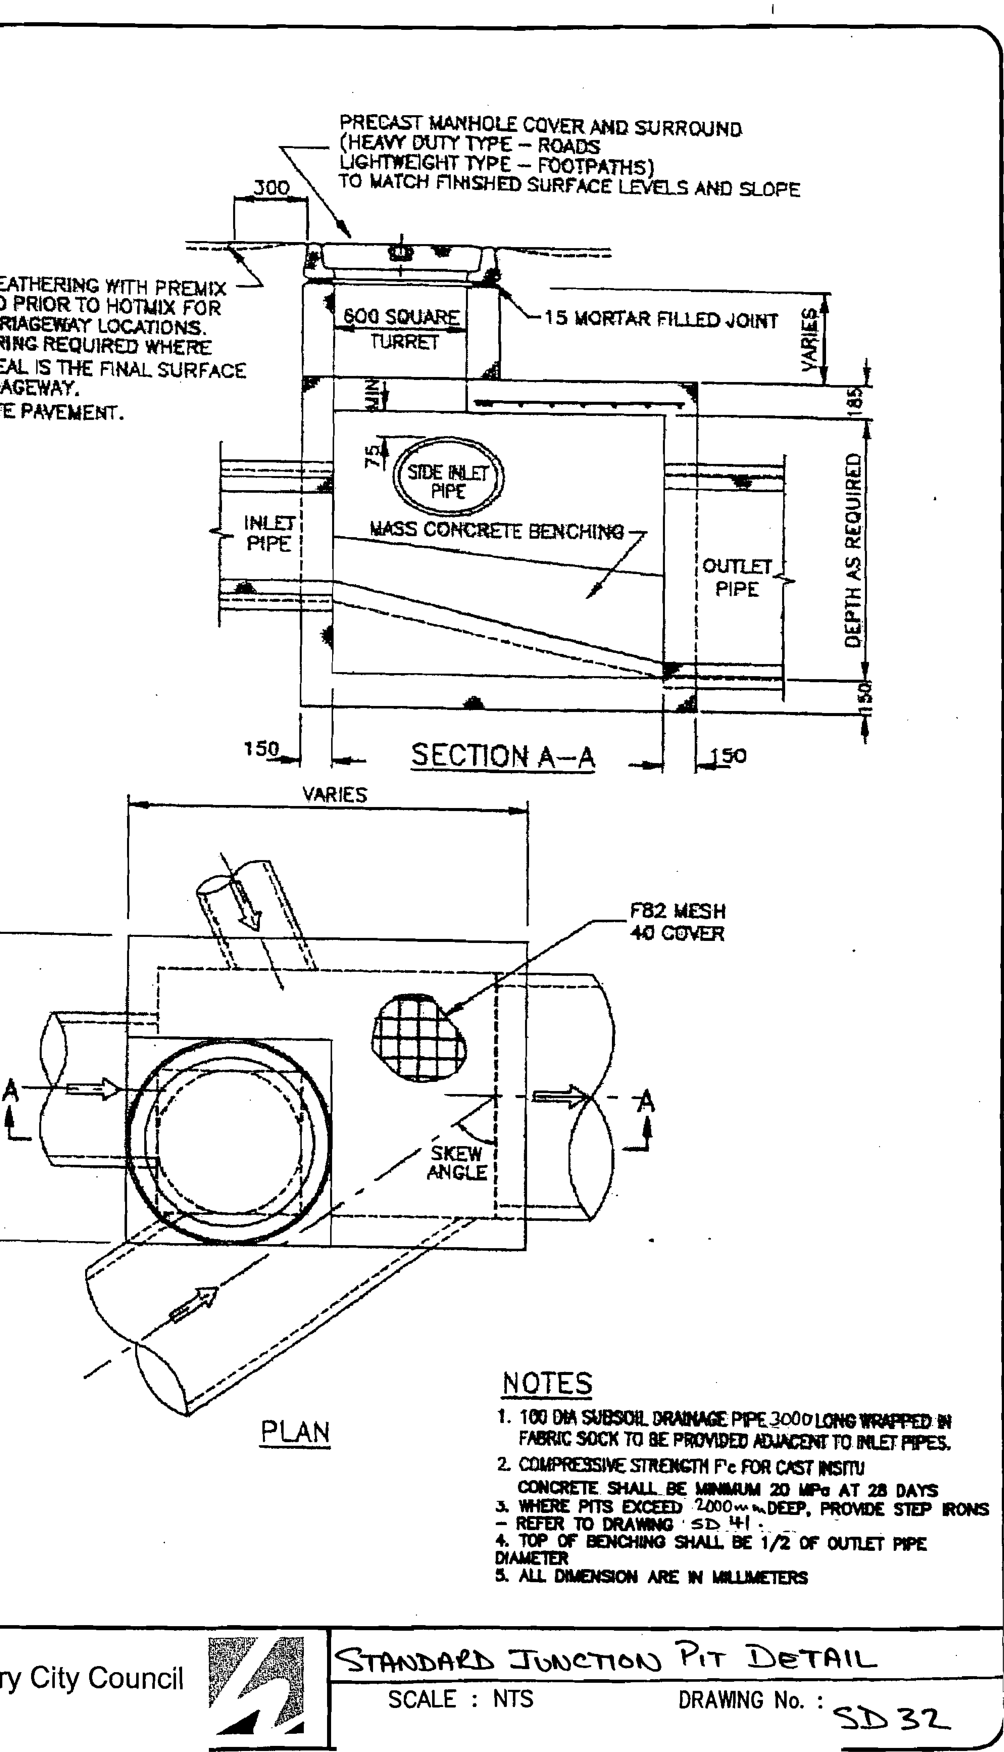 PRECAST MANHOLE COVER AND SURROUND
(HEAVY DUTY TYPE – ROADS
LIGHTWEIGHT TYPE – FOOTPATHS)
TO MATCH FINISHED SURFACE LEVELS AND SLOPE
300
EATHERING WITH PREMIX
D PRIOR TO HOTMIX FOR
RIAGEWAY LOCATIONS.
RING REQUIRED WHERE
EAL IS THE FINAL SURFACE
AGEWAY.
TE PAVEMENT.
600 SQUARE
TURRET
15 MORTAR FILLED JOINT
VARIES
MIN
185
75
SIDE INLET
PIPE
INLET
PIPE
MASS CONCRETE BENCHING
OUTLET
PIPE
DEPTH AS REQUIRED
150
150
SECTION A–A
150
VARIES
F82 MESH
40 COVER
A
A
SKEW
ANGLE
PLAN
NOTES
1. 100 DIA SUBSOIL DRAINAGE PIPE 3000 LONG WRAPPED IN
FABRIC SOCK TO BE PROVIDED ADJACENT TO INLET PIPES.
2. COMPRESSIVE STRENGTH F'c FOR CAST INSITU
CONCRETE SHALL BE MINIMUM 20 MPa AT 28 DAYS
3. WHERE PITS EXCEED 2000mm DEEP, PROVIDE STEP IRONS
– REFER TO DRAWING SD 41.
4. TOP OF BENCHING SHALL BE 1/2 OF OUTLET PIPE
DIAMETER
5. ALL DIMENSION ARE IN MILLIMETERS
ry City Council
STANDARD JUNCTION PIT DETAIL
SCALE : NTS
DRAWING No. :
SD 32